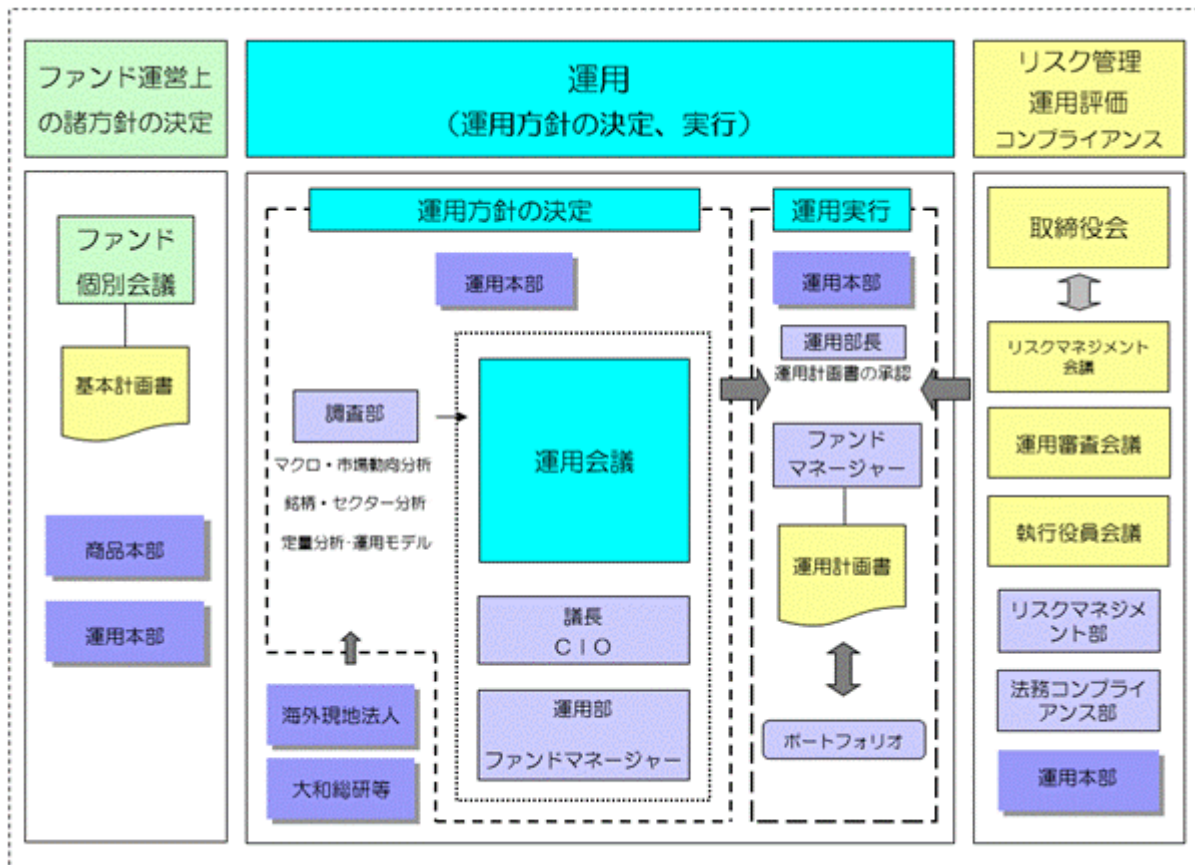 ファンド運営上
の諸方針の決定
運用
（運用方針の決定、実行）
リスク管理
運用評価
コンプライアンス
ファンド
個別会議
基本計画書
商品本部
運用本部
運用方針の決定
運用本部
調査部
マクロ・市場動向分析
銘柄・セクター分析
定量分析・運用モデル
運用会議
議長
ＣＩＯ
運用部
ファンドマネージャー
海外現地法人
大和総研等
運用実行
運用本部
運用部長
運用計画書の承認
ファンド
マネージャー
運用計画書
ポートフォリオ
取締役会
リスクマネジメント
会議
運用審査会議
執行役員会議
リスクマネジメ
ント部
法務コンプライ
アンス部
運用本部